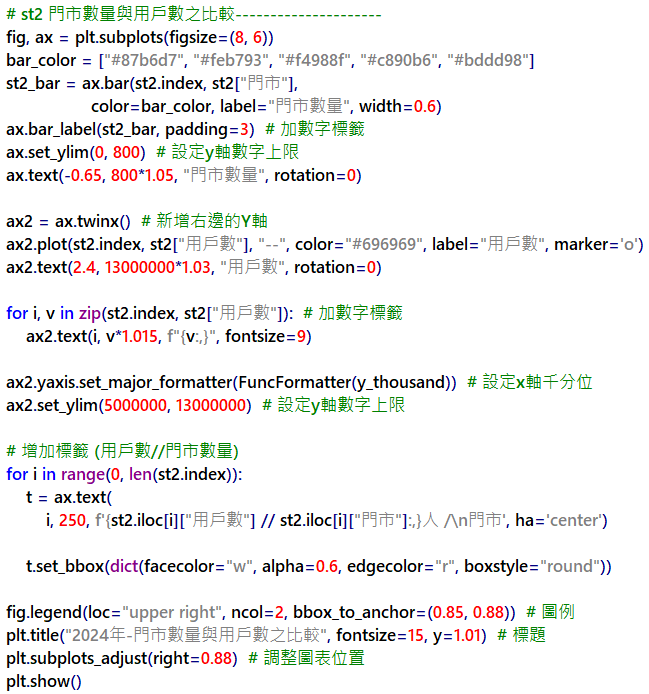 # st2 門市數量與用戶數之比較---------------------
fig, ax = plt.subplots(figsize=(8, 6))
bar_color = ["#87b6d7", "#feb793", "#f4988f", "#c890b6", "#bddd98"]
st2_bar = ax.bar(st2.index, st2["門市"],
color=bar_color, label="門市數量", width=0.6)
ax.bar_label(st2_bar, padding=3)  # 加數字標籤
ax.set_ylim(0, 800)  # 設定y軸數字上限
ax.text(-0.65, 800*1.05, "門市數量", rotation=0)
ax2 = ax.twinx()  # 新增右邊的Y軸
ax2.plot(st2.index, st2["用戶數"], "--", color="#696969", label="用戶數", marker='o')
ax2.text(2.4, 13000000*1.03, "用戶數", rotation=0)
for i, v in zip(st2.index, st2["用戶數"]):  # 加數字標籤
ax2.text(i, v*1.015, f"{v:,}", fontsize=9)
ax2.yaxis.set_major_formatter(FuncFormatter(y_thousand))  # 設定x軸千分位
ax2.set_ylim(5000000, 13000000)  # 設定y軸數字上限
# 增加標籤 (用戶數//門市數量)
for i in range(0, len(st2.index)):
t = ax.text(
i, 250, f'{st2.iloc[i]["用戶數"] // st2.iloc[i]["門市"]:,}人 /\n門市', ha='center')
t.set_bbox(dict(facecolor="w", alpha=0.6, edgecolor="r", boxstyle="round"))
fig.legend(loc="upper right", ncol=2, bbox_to_anchor=(0.85, 0.88))  # 圖例
plt.title("2024年-門市數量與用戶數之比較", fontsize=15, y=1.01)  # 標題
plt.subplots_adjust(right=0.88)  # 調整圖表位置
plt.show()